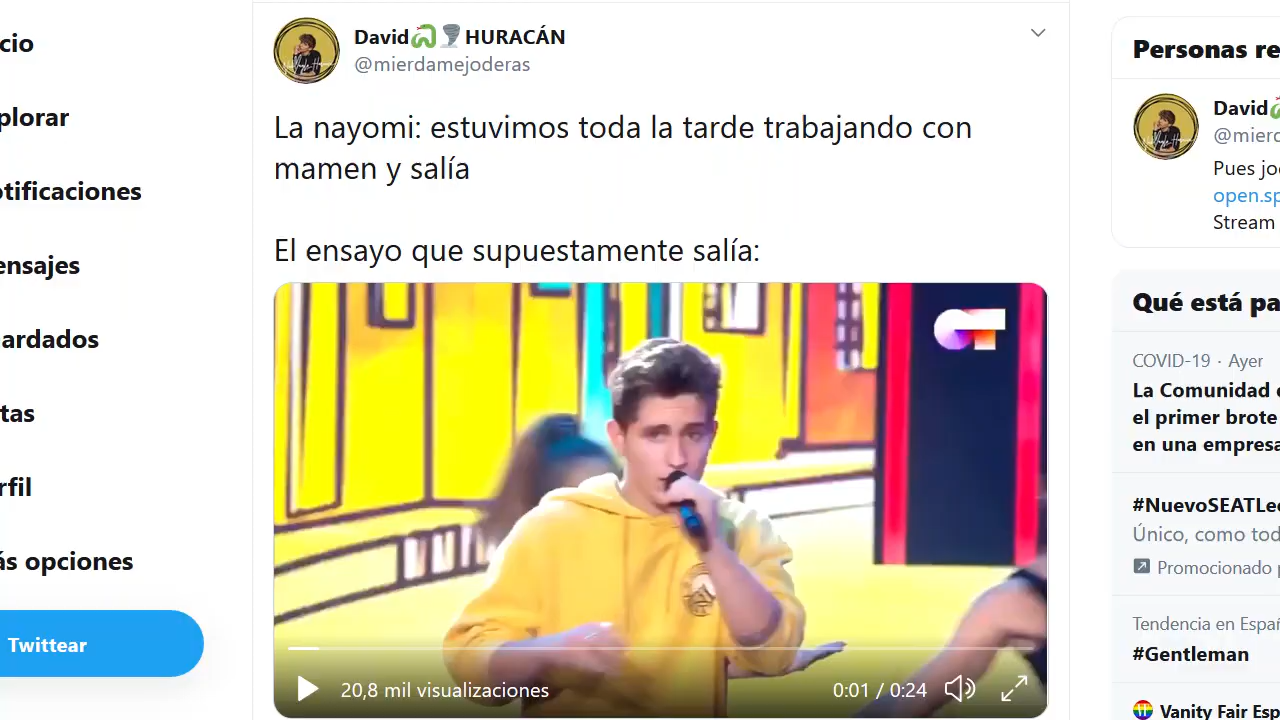 cio
plorar
otificaciones
ensajes
ardados
tas
rfil
ás opciones
Twittear
David🐍🌪️HURACÁN
@mierdamejoderas
La nayomi: estuvimos toda la tarde trabajando con
mamen y salía
El ensayo que supuestamente salía:
20,8 mil visualizaciones
0:01 / 0:24
Personas re
David
@mierd
Pues jo
open.sp
Stream
Qué está pa
COVID-19 · Ayer
La Comunidad
el primer brote
en una empresa
#NuevoSEATLe
Único, como tod
Promocionado
Tendencia en Españ
#Gentleman
Vanity Fair Esp